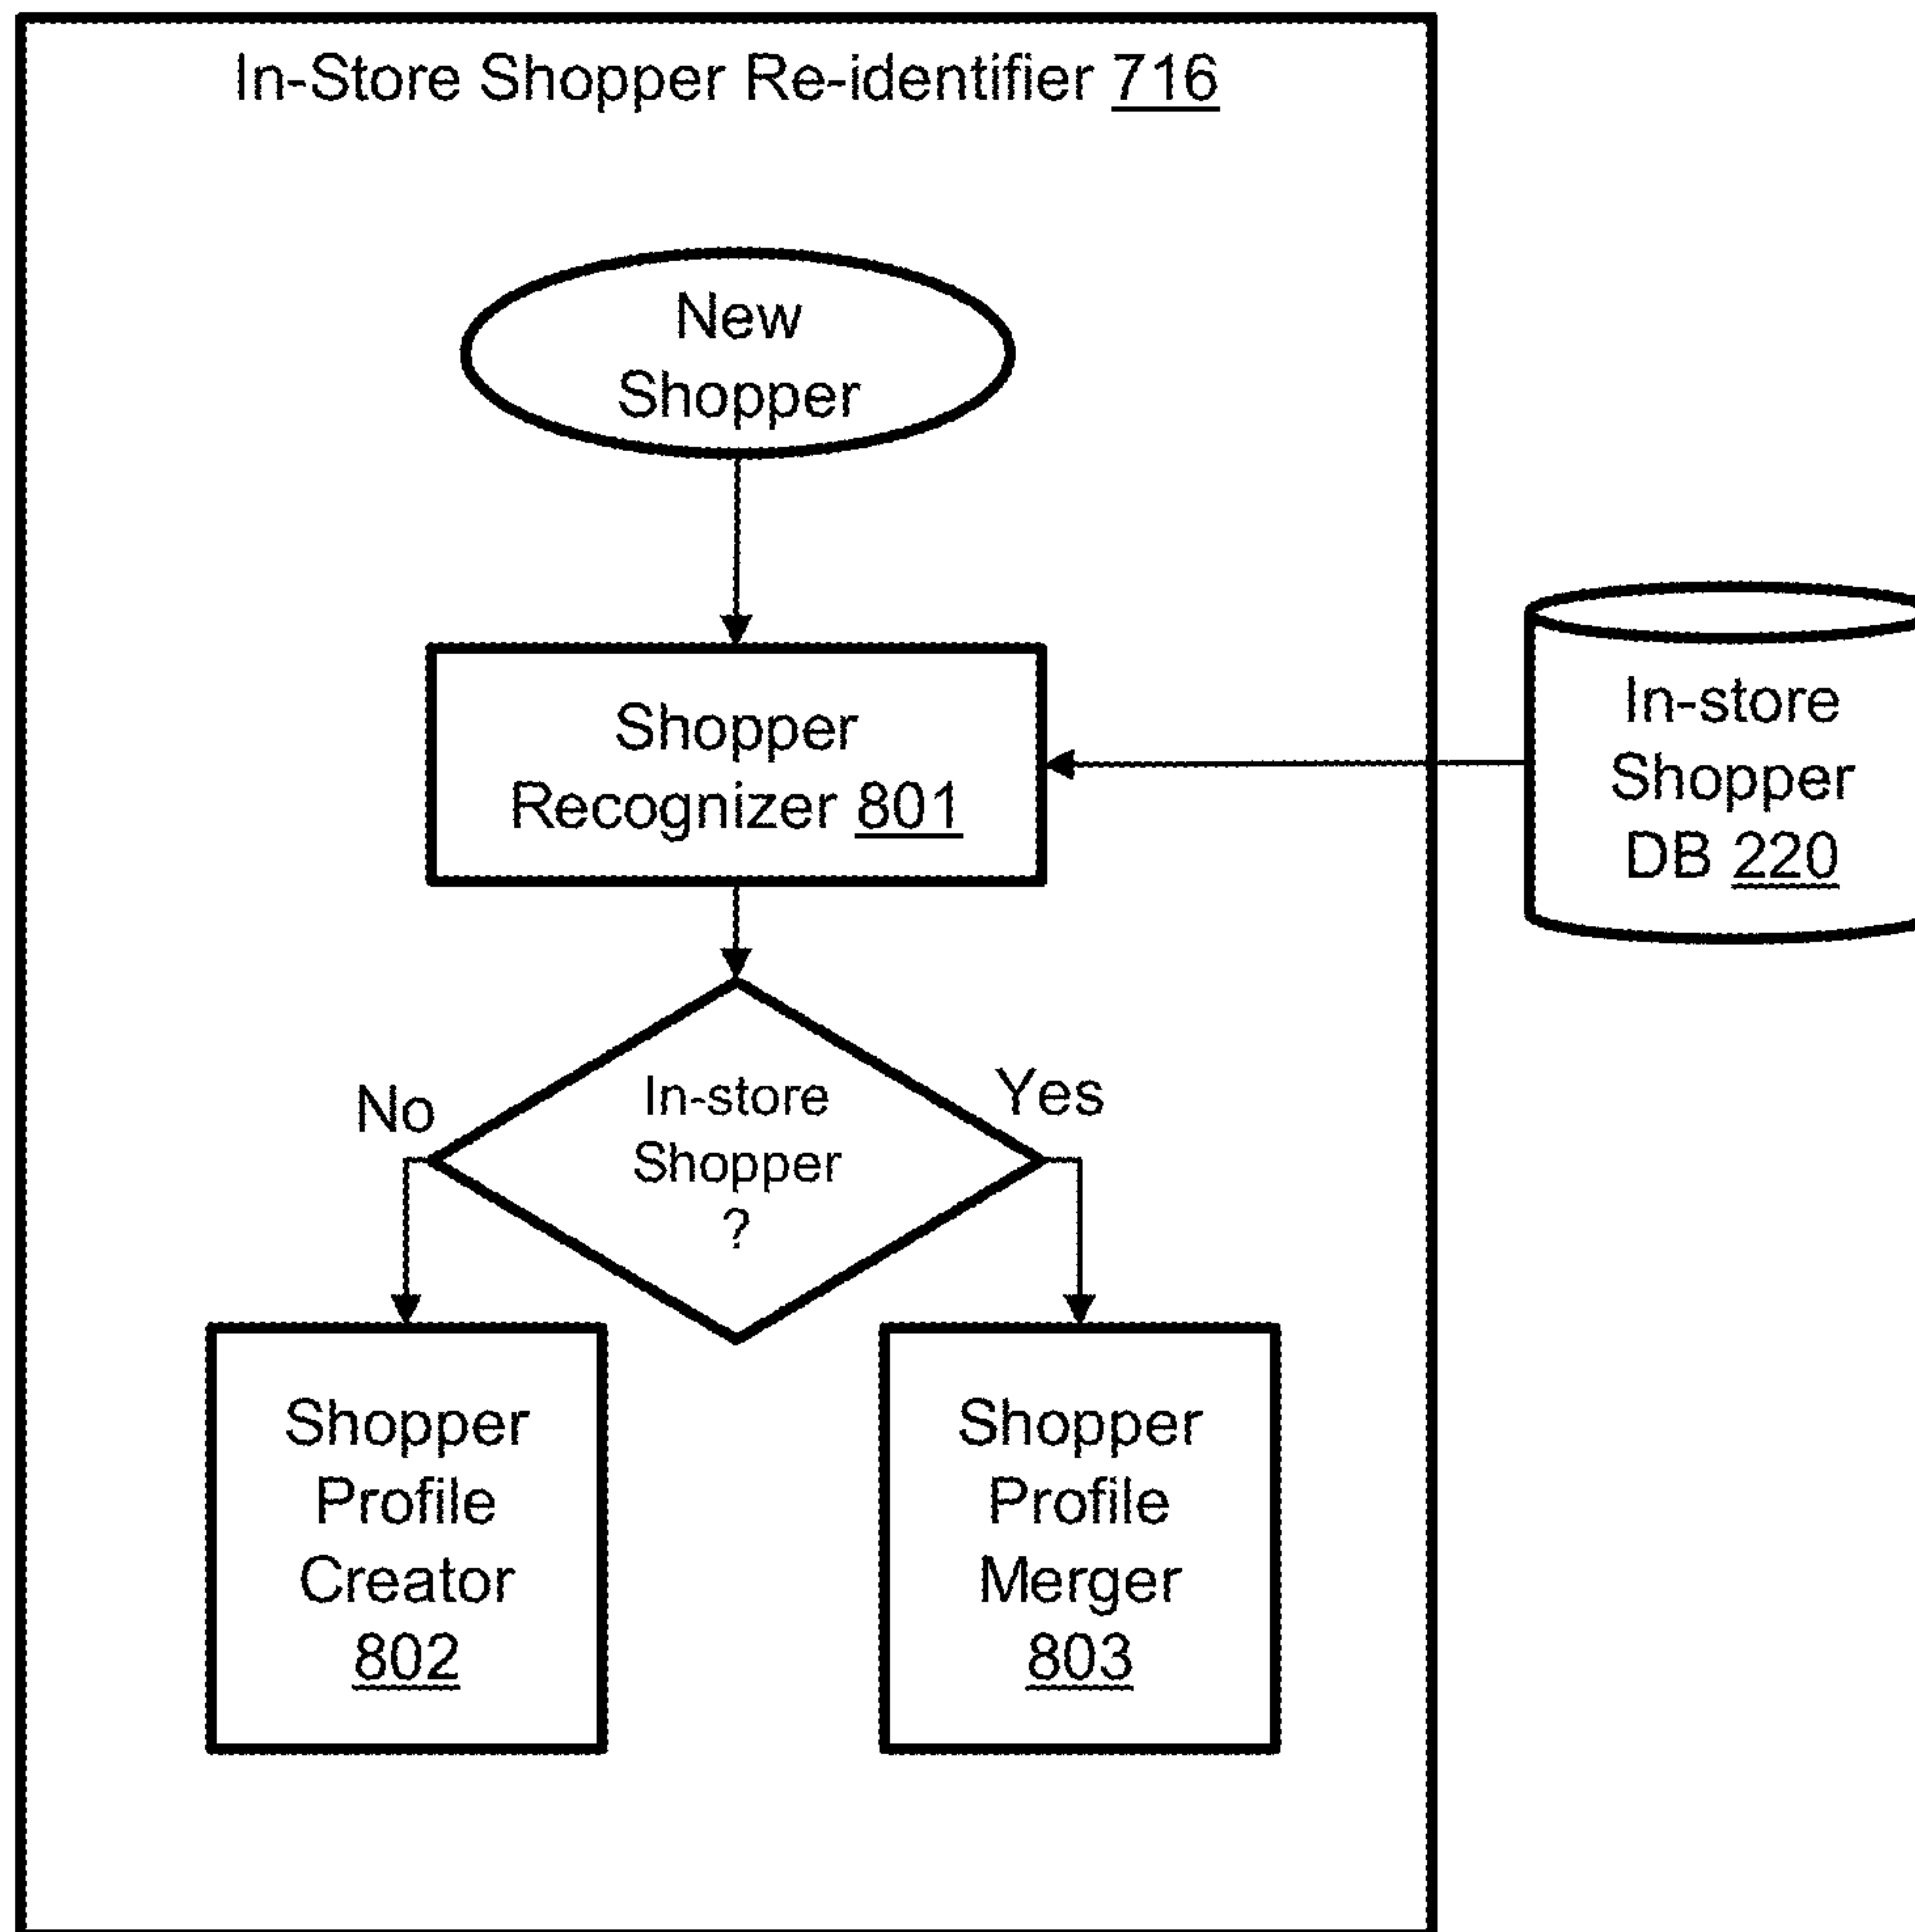 In-Store Shopper Re-identifier 716
New
Shopper
Shopper
Recognizer 801
In-store
Shopper
DB 220
No
In-store
Shopper
?
Yes
Shopper
Profile
Creator
802
Shopper
Profile
Merger
803